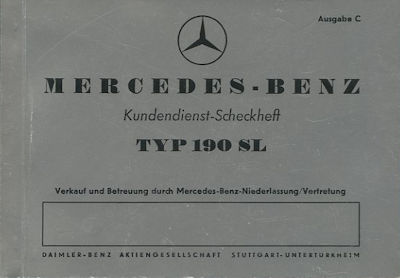 Ausgabe C
MERCEDES-BENZ
Kundendienst-Scheckheft
TYP 190 SL
Verkauf und Betreuung durch Mercedes-Benz-Niederlassung/Vertretung
DAIMLER-BENZ AKTIENGESELLSCHAFT STUTTGART-UNTERTURKHEIM